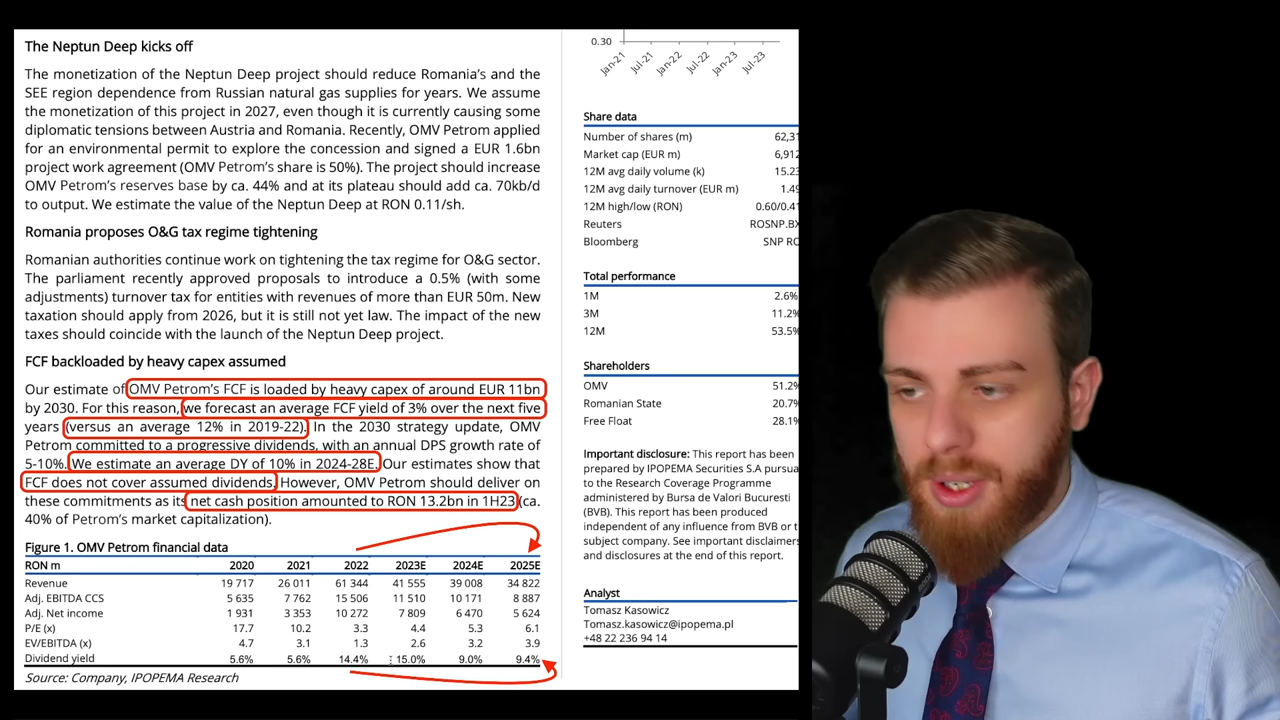 The Neptun Deep kicks off
The monetization of the Neptun Deep project should reduce Romania's and the
SEE region dependence from Russian natural gas supplies for years. We assume
the monetization of this project in 2027, even though it is currently causing some
diplomatic tensions between Austria and Romania. Recently, OMV Petrom applied
for an environmental permit to explore the concession and signed a EUR 1.6bn
project work agreement (OMV Petrom's share is 50%). The project should increase
OMV Petrom's reserves base by ca. 44% and at its plateau should add ca. 70kb/d
to output. We estimate the value of the Neptun Deep at RON 0.11/sh.
Romania proposes O&G tax regime tightening
Romanian authorities continue work on tightening the tax regime for O&G sector.
The parliament recently approved proposals to introduce a 0.5% (with some
adjustments) turnover tax for entities with revenues of more than EUR 50m. New
taxation should apply from 2026, but it is still not yet law. The impact of the new
taxes should coincide with the launch of the Neptun Deep project.
FCF backloaded by heavy capex assumed
Our estimate of OMV Petrom's FCF is loaded by heavy capex of around EUR 11bn
by 2030. For this reason, we forecast an average FCF yield of 3% over the next five
years (versus an average 12% in 2019-22). In the 2030 strategy update, OMV
Petrom committed to a progressive dividends, with an annual DPS growth rate of
5-10%. We estimate an average DY of 10% in 2024-28E. Our estimates show that
FCF does not cover assumed dividends. However, OMV Petrom should deliver on
these commitments as its net cash position amounted to RON 13.2bn in 1H23 (ca.
40% of Petrom's market capitalization).
Figure 1. OMV Petrom financial data
RON m 2020 2021 2022 2023E 2024E 2025E
Revenue 19 717 26 011 61 344 41 555 39 008 34 822
Adj. EBITDA CCS 5 635 7 762 15 506 11 510 10 171 8 887
Adj. Net income 1 931 3 353 10 272 7 809 6 470 5 624
P/E (x) 17.7 10.2 3.3 4.4 5.3 6.1
EV/EBITDA (x) 4.7 3.1 1.3 2.6 3.2 3.9
Dividend yield 5.6% 5.6% 14.4% 15.0% 9.0% 9.4%
Source: Company, IPOPEMA Research
0.30
Jan-21 Jul-21 Jan-22 Jul-22 Jan-23 Jul-23
Share data
Number of shares (m) 62,31
Market cap (EUR m) 6,912
12M avg daily volume (k) 15.23
12M avg daily turnover (EUR m) 1.49
12M high/low (RON) 0.60/0.41
Reuters ROSNP.BX
Bloomberg SNP RO
Total performance
1M 2.6%
3M 11.2%
12M 53.5%
Shareholders
OMV 51.2%
Romanian State 20.7%
Free Float 28.1%
Important disclosure: This report has been
prepared by IPOPEMA Securities S.A pursua
to the Research Coverage Programme
administered by Bursa de Valori Bucuresti
(BVB). This report has been produced
independent of any influence from BVB or t
subject company. See important disclaimers
and disclosures at the end of this report.
Analyst
Tomasz Kasowicz
Tomasz.kasowicz@ipopema.pl
+48 22 236 94 14